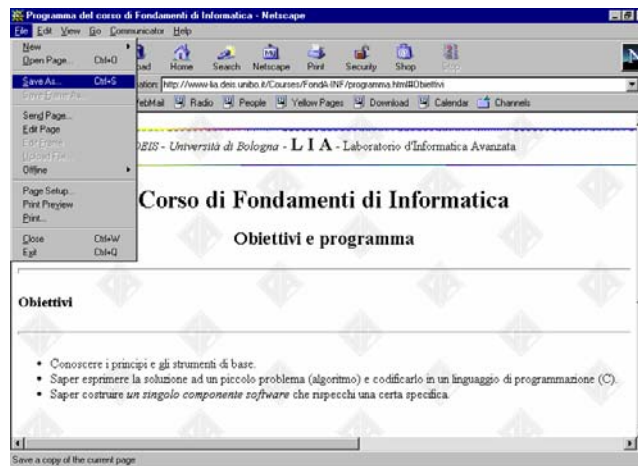 Programma del corso di Fondamenti di Informatica - Netscape
File Edit View Go Communicator Help
New
Open Page... Ctrl+O
Save As... Ctrl+S
Save Frame As...
Send Page...
Edit Page
Edit Frame
Upload File...
Offline
Page Setup...
Print Preview
Print...
Close Ctrl+W
Exit Ctrl+Q
Home Search Netscape Print Security Shop Stop
http://www-lia.deis.unibo.it/Courses/FondA-INF/programma.html#Obiettivi
WebMail Radio People Yellow Pages Download Calendar Channels
DEIS - Università di Bologna - L I A - Laboratorio d'Informatica Avanzata
Corso di Fondamenti di Informatica
Obiettivi e programma
Obiettivi
Conoscere i principi e gli strumenti di base.
Saper esprimere la soluzione ad un piccolo problema (algoritmo) e codificarlo in un linguaggio di programmazione (C).
Saper costruire un singolo componente software che rispecchi una certa specifica.
Save a copy of the current page